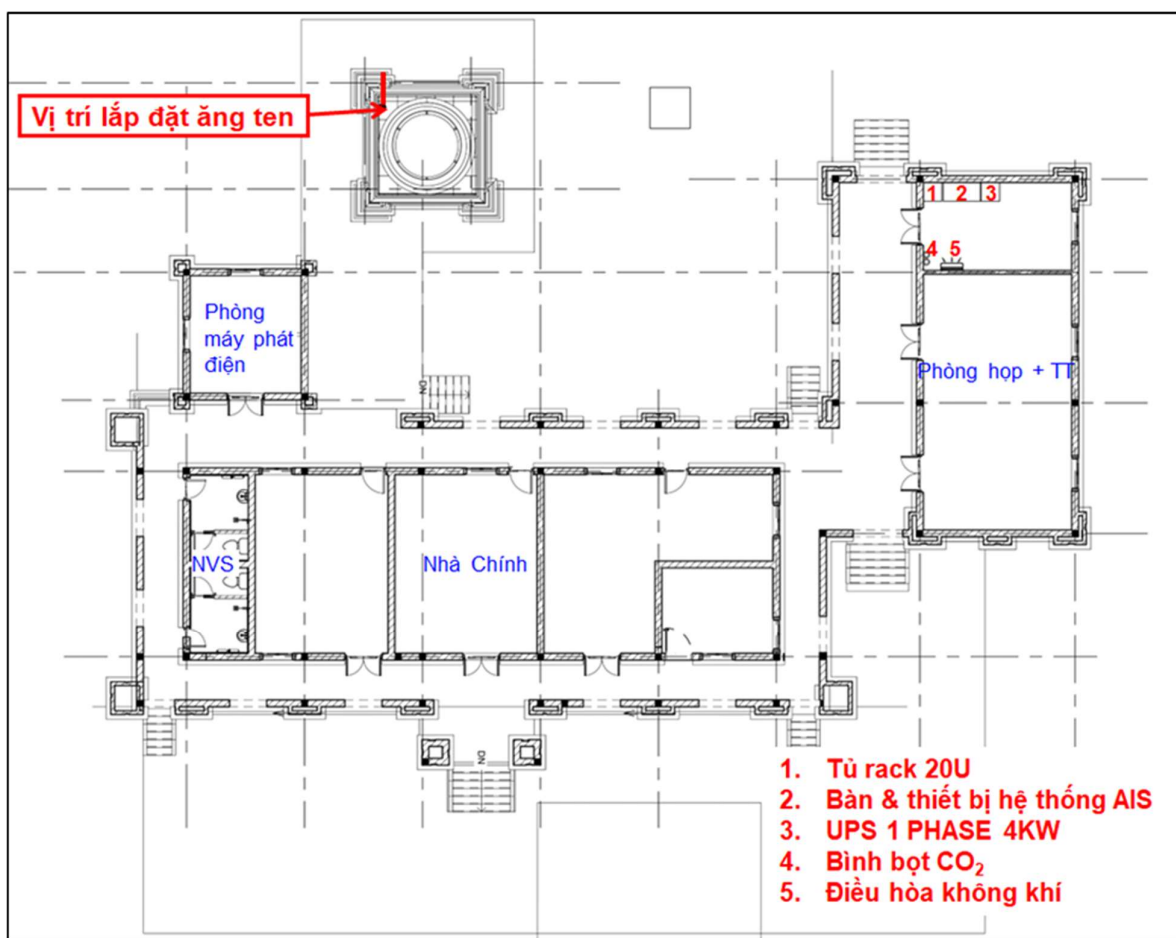 Vị trí lắp đặt ăng ten
1 2 3
4 5
Phòng
máy phát
điện
DN
Phòng họp + TT
NVS
Nhà Chính
DN
1. Tủ rack 20U
2. Bàn & thiết bị hệ thống AIS
3. UPS 1 PHASE 4KW
4. Bình bọt CO₂
5. Điều hòa không khí